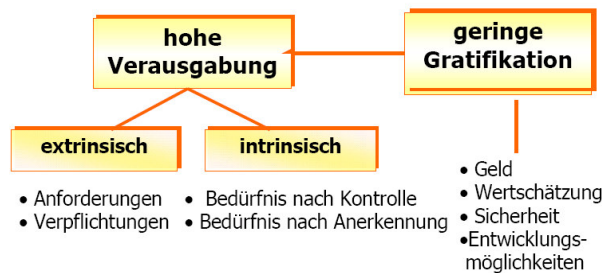 hohe
Verausgabung
geringe
Gratifikation
extrinsisch
intrinsisch
• Anforderungen
• Verpflichtungen
• Bedürfnis nach Kontrolle
• Bedürfnis nach Anerkennung
• Geld
• Wertschätzung
• Sicherheit
•Entwicklungs-
möglichkeiten